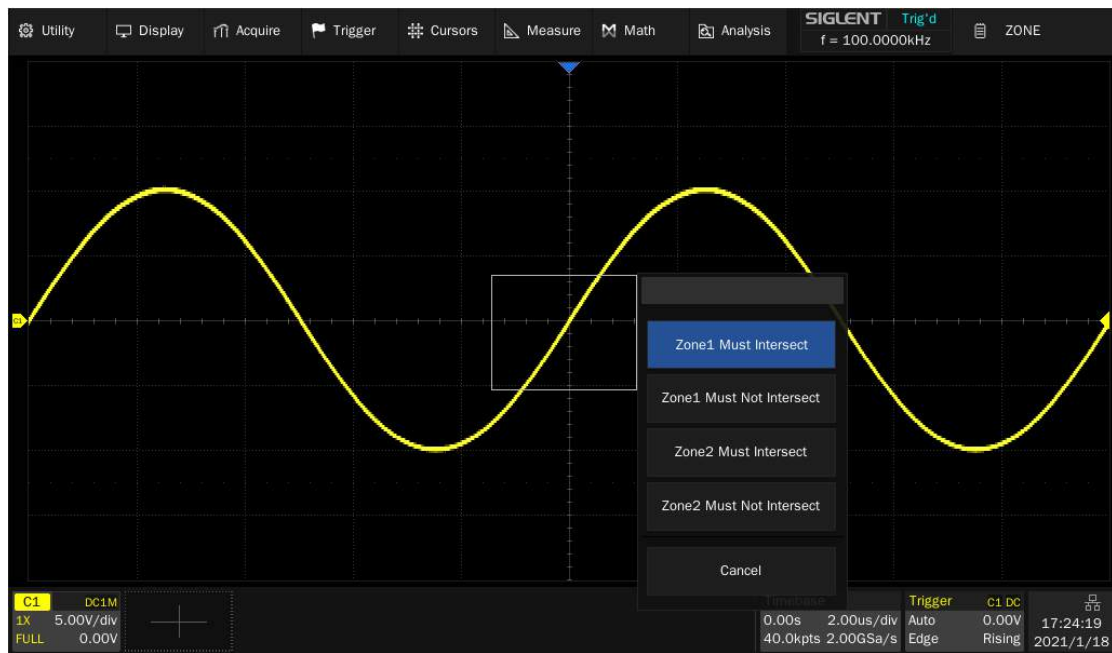 Utility Display Acquire Trigger Cursors Measure Math Analysis SIGLENT Trig'd ZONE
f = 100.0000kHz
Zone1 Must Intersect
Zone1 Must Not Intersect
Zone2 Must Intersect
Zone2 Must Not Intersect
Cancel
C1
C1 DC1M
1X 5.00V/div
FULL 0.00V
Timebase
0.00s 2.00us/div
40.0kpts 2.00GSa/s
Trigger C1 DC
Auto 0.00V
Edge Rising
17:24:19
2021/1/18